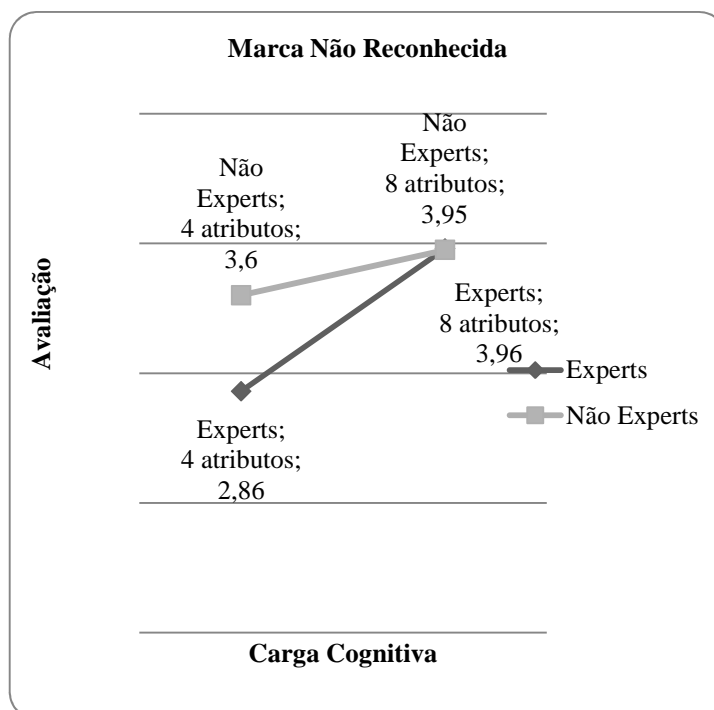 Marca Não Reconhecida
Não
Experts;
4 atributos;
3,6
Não
Experts;
8 atributos;
3,95
Experts;
8 atributos;
3,96
Experts;
4 atributos;
2,86
Avaliação
Carga Cognitiva
Experts
Não Experts